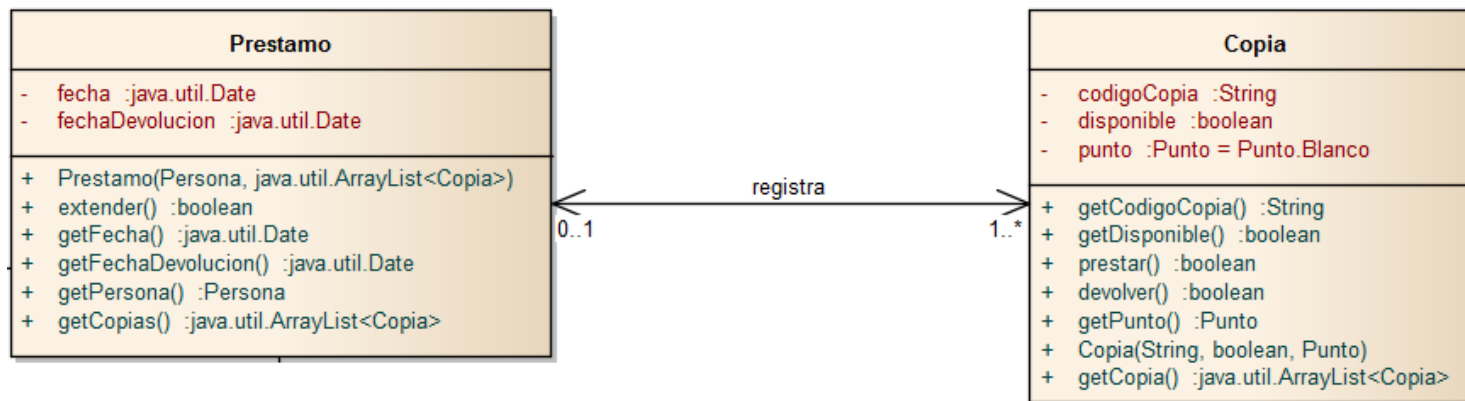 Prestamo
- fecha :java.util.Date
- fechaDevolucion :java.util.Date
+ Prestamo(Persona, java.util.ArrayList<Copia>)
+ extender() :boolean
+ getFecha() :java.util.Date
+ getFechaDevolucion() :java.util.Date
+ getPersona() :Persona
+ getCopias() :java.util.ArrayList<Copia>
registra
0..1
1..*
Copia
- codigoCopia :String
- disponible :boolean
- punto :Punto = Punto.Blanco
+ getCodigoCopia() :String
+ getDisponible() :boolean
+ prestar() :boolean
+ devolver() :boolean
+ getPunto() :Punto
+ Copia(String, boolean, Punto)
+ getCopia() :java.util.ArrayList<Copia>